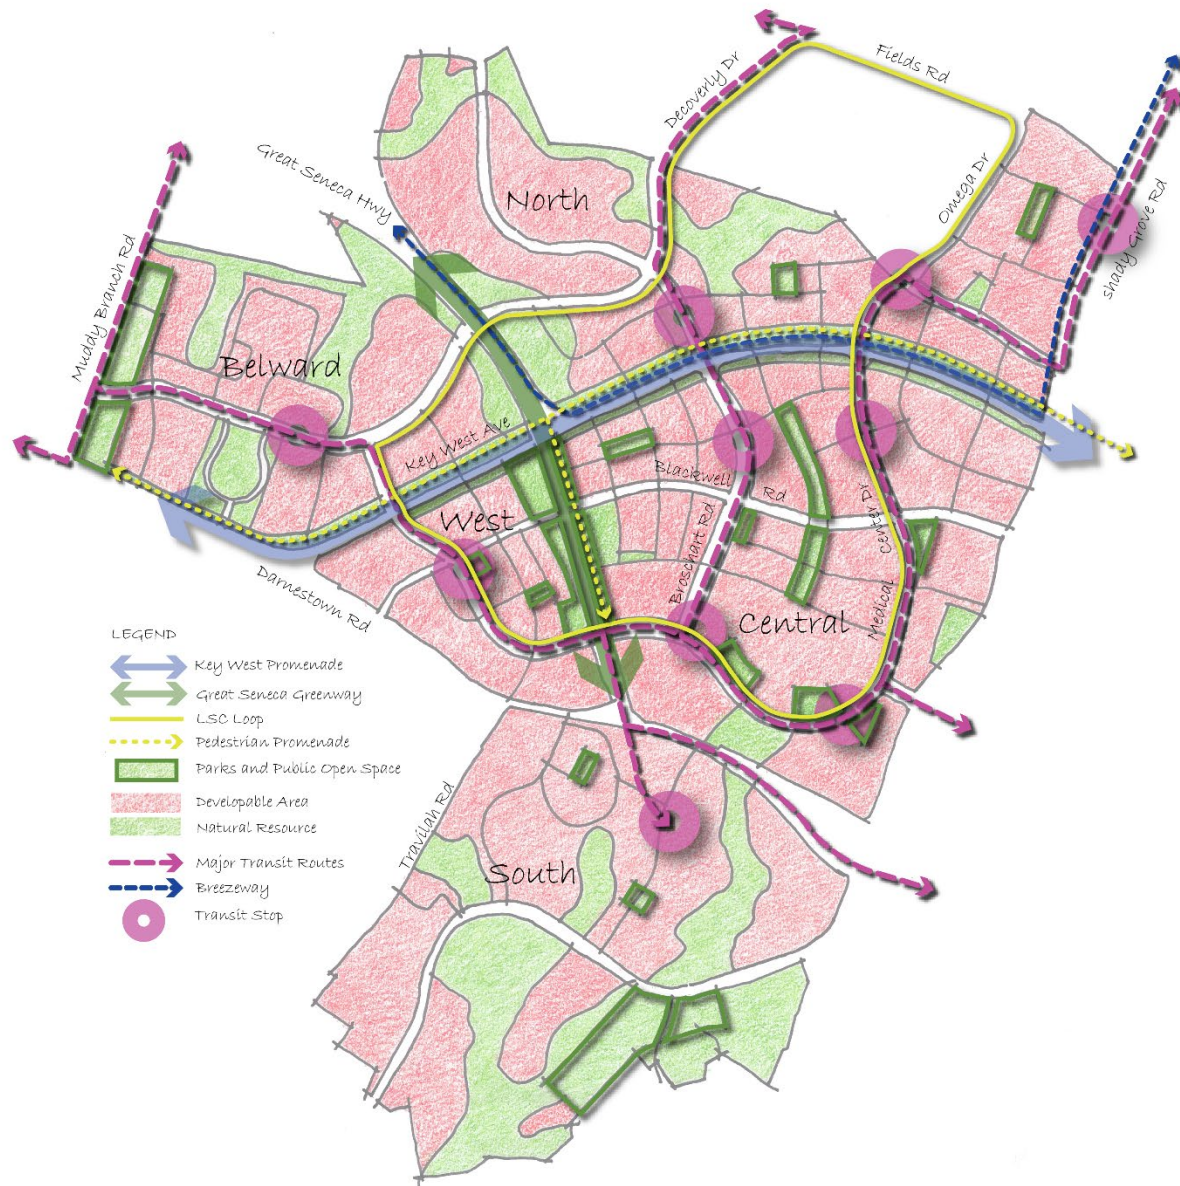 Fields Rd
Decoverly Dr
Great Seneca Hwy
North
Omega Dr
Shady Grove Rd
Muddy Branch Rd
Belward
Key West Ave
Blackwell
Rd
West
Broschart Rd
Center Dr
Medical
Darnestown Rd
Central
LEGEND
Key West Promenade
Great Seneca Greenway
LSC Loop
Pedestrian Promenade
Parks and Public Open Space
Developable Area
Natural Resource
Major Transit Routes
Breezeway
Transit Stop
Travilah Rd
South